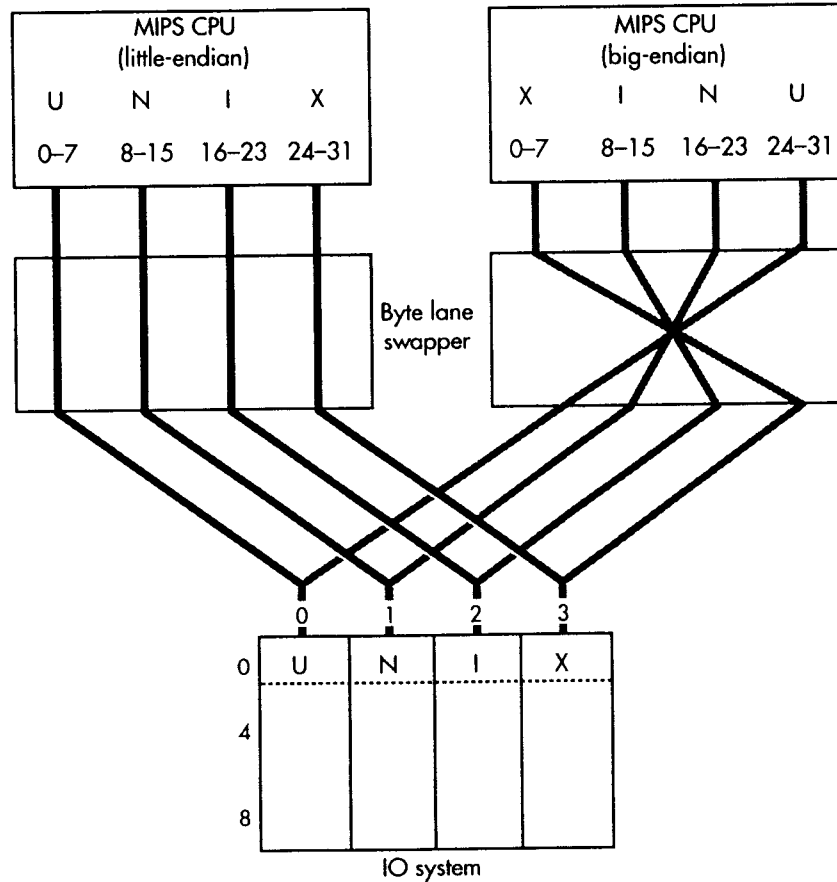 MIPS CPU
(little-endian)
U N I X
0–7 8–15 16–23 24–31
MIPS CPU
(big-endian)
X I N U
0–7 8–15 16–23 24–31
Byte lane
swapper
0 1 2 3
0 U N I X
4
8
IO system